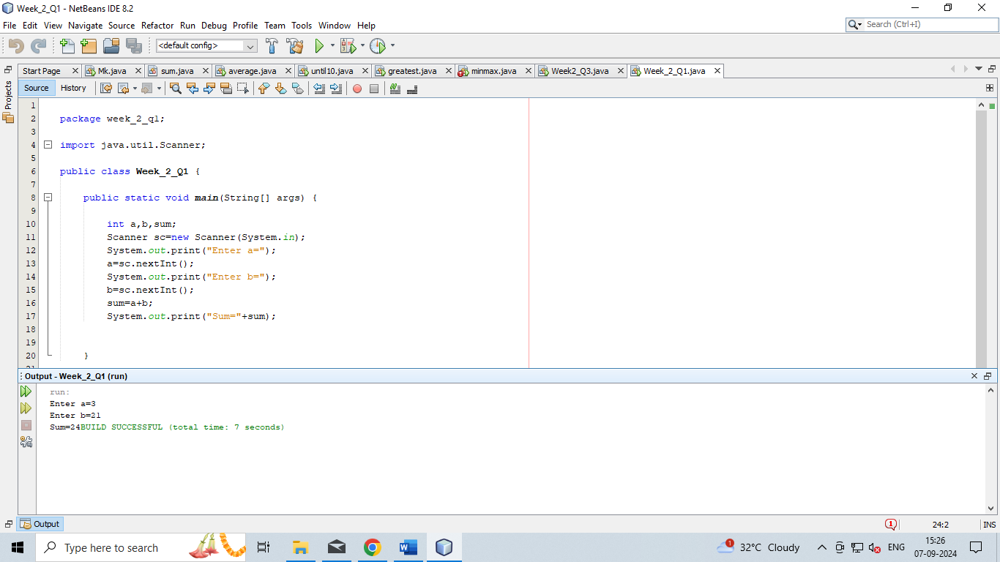 Week_2_Q1 - NetBeans IDE 8.2
File Edit View Navigate Source Refactor Run Debug Profile Team Tools Window Help
Search (Ctrl+I)
<default config>
Start Page Mk.java sum.java average.java until10.java greatest.java minmax.java Week2_Q3.java Week_2_Q1.java
Projects
Source History
1
2 package week_2_q1;
3
4 import java.util.Scanner;
5
6 public class Week_2_Q1 {
7
8 public static void main(String[] args) {
9
10 int a,b,sum;
11 Scanner sc=new Scanner(System.in);
12 System.out.print("Enter a=");
13 a=sc.nextInt();
14 System.out.print("Enter b=");
15 b=sc.nextInt();
16 sum=a+b;
17 System.out.print("Sum="+sum);
18
19
20 }
Output - Week_2_Q1 (run)
run:
Enter a=3
Enter b=21
Sum=24BUILD SUCCESSFUL (total time: 7 seconds)
Output
1
24:2
INS
Type here to search
1
32°C Cloudy
ENG
15:26
07-09-2024